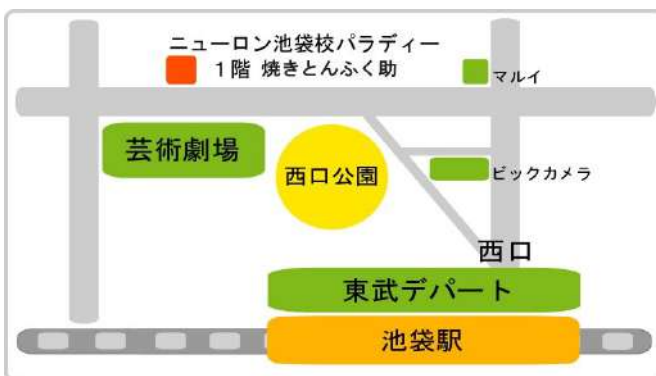 ニューロン池袋校パラディー
1階 焼きとんふく助
マルイ
芸術劇場
西口公園
ビックカメラ
西口
東武デパート
池袋駅